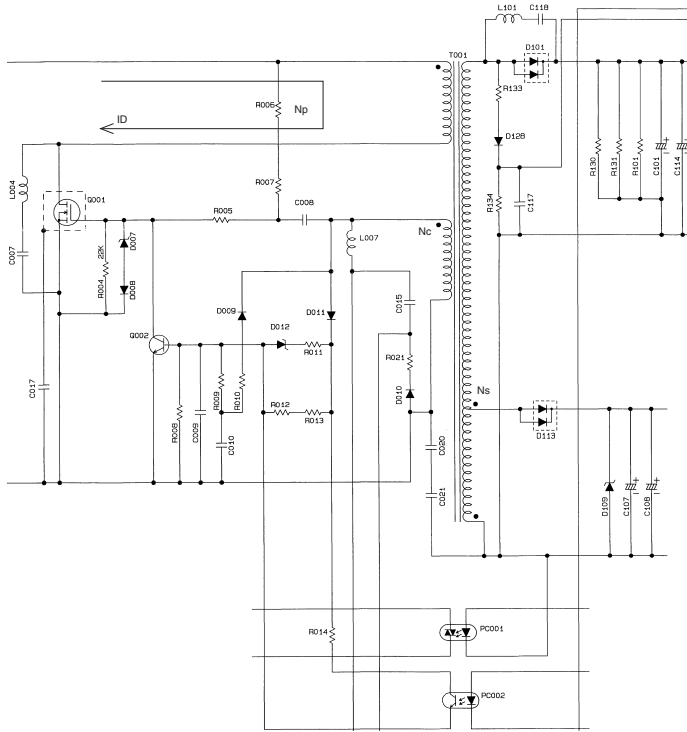 L101
C118
T001
D101
R133
R006
Np
ID
D128
R130
R131
R101
C101
C114
R007
L004
Q001
R134
C117
C008
R005
Nc
L007
C007
22K
R004
D007
D008
C015
D009
D011
Q002
D012
R011
R021
C017
R009
R010
D010
Ns
R012
R013
R008
C009
C010
D113
C020
C021
D109
C107
C108
R014
PC001
PC002